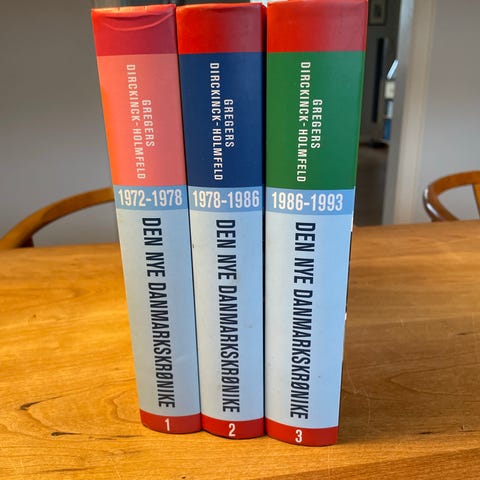 GREGERS
DIRCKINCK-HOLMFELD
1972-1978
DEN NYE DANMARKSKRØNIKE
1
GREGERS
DIRCKINCK-HOLMFELD
1978-1986
DEN NYE DANMARKSKRØNIKE
2
GREGERS
DIRCKINCK-HOLMFELD
1986-1993
DEN NYE DANMARKSKRØNIKE
3